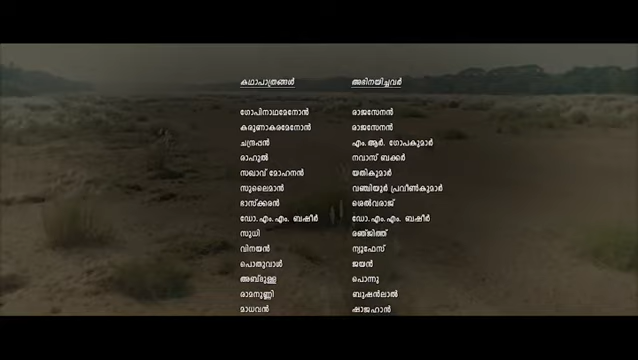 കഥാപാത്രങ്ങൾ അഭിനയിച്ചവർ
ഗോപിനാഥമേനോൻ രാജസേനൻ
കരുണാകരമേനോൻ രാജസേനൻ
ചന്ദ്രപ്പൻ എം.ആർ. ഗോപകുമാർ
രാഹുൽ നവാസ് ബക്കർ
സഖാവ് മോഹനൻ യതികുമാർ
സുലൈമാൻ വഞ്ചിയൂർ പ്രവീൺകുമാർ
ഭാസ്ക്കരൻ ശെൽവരാജ്
ഡോ.എം.എം. ബഷീർ ഡോ.എം.എം. ബഷീർ
സുധി രഞ്ജിത്ത്
വിനയൻ ന്യൂഫേസ്
പൊതുവാൾ ജയൻ
അബ്ദുള്ള പൊന്നു
രാമനുണ്ണി ബുഷൻലാൽ
മാധവൻ ഷാജഹാൻ